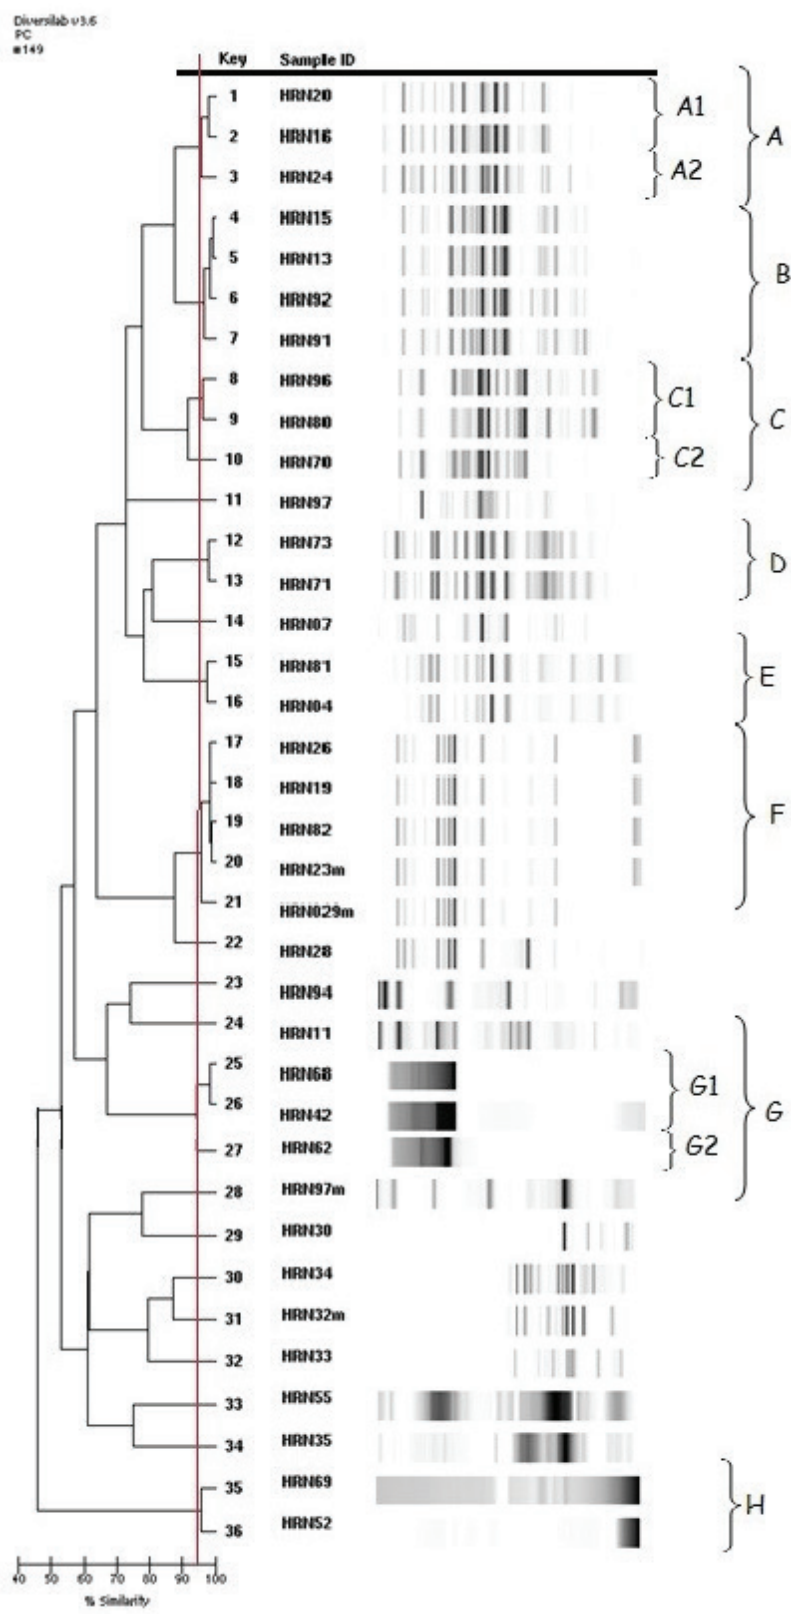 Diversilab v3.6
PC
#149
Key Sample ID
1 HRN20
2 HRN16
3 HRN24
4 HRN15
5 HRN13
6 HRN92
7 HRN91
8 HRN96
9 HRN80
10 HRN70
11 HRN97
12 HRN73
13 HRN71
14 HRN07
15 HRN81
16 HRN04
17 HRN26
18 HRN19
19 HRN82
20 HRN23m
21 HRN029m
22 HRN28
23 HRN94
24 HRN11
25 HRN68
26 HRN42
27 HRN62
28 HRN97m
29 HRN30
30 HRN34
31 HRN32m
32 HRN33
33 HRN55
34 HRN35
35 HRN69
36 HRN52
A1
A
A2
B
C1
C
C2
D
E
F
G1
G
G2
H
40 50 60 70 80 90 100
% Similarity